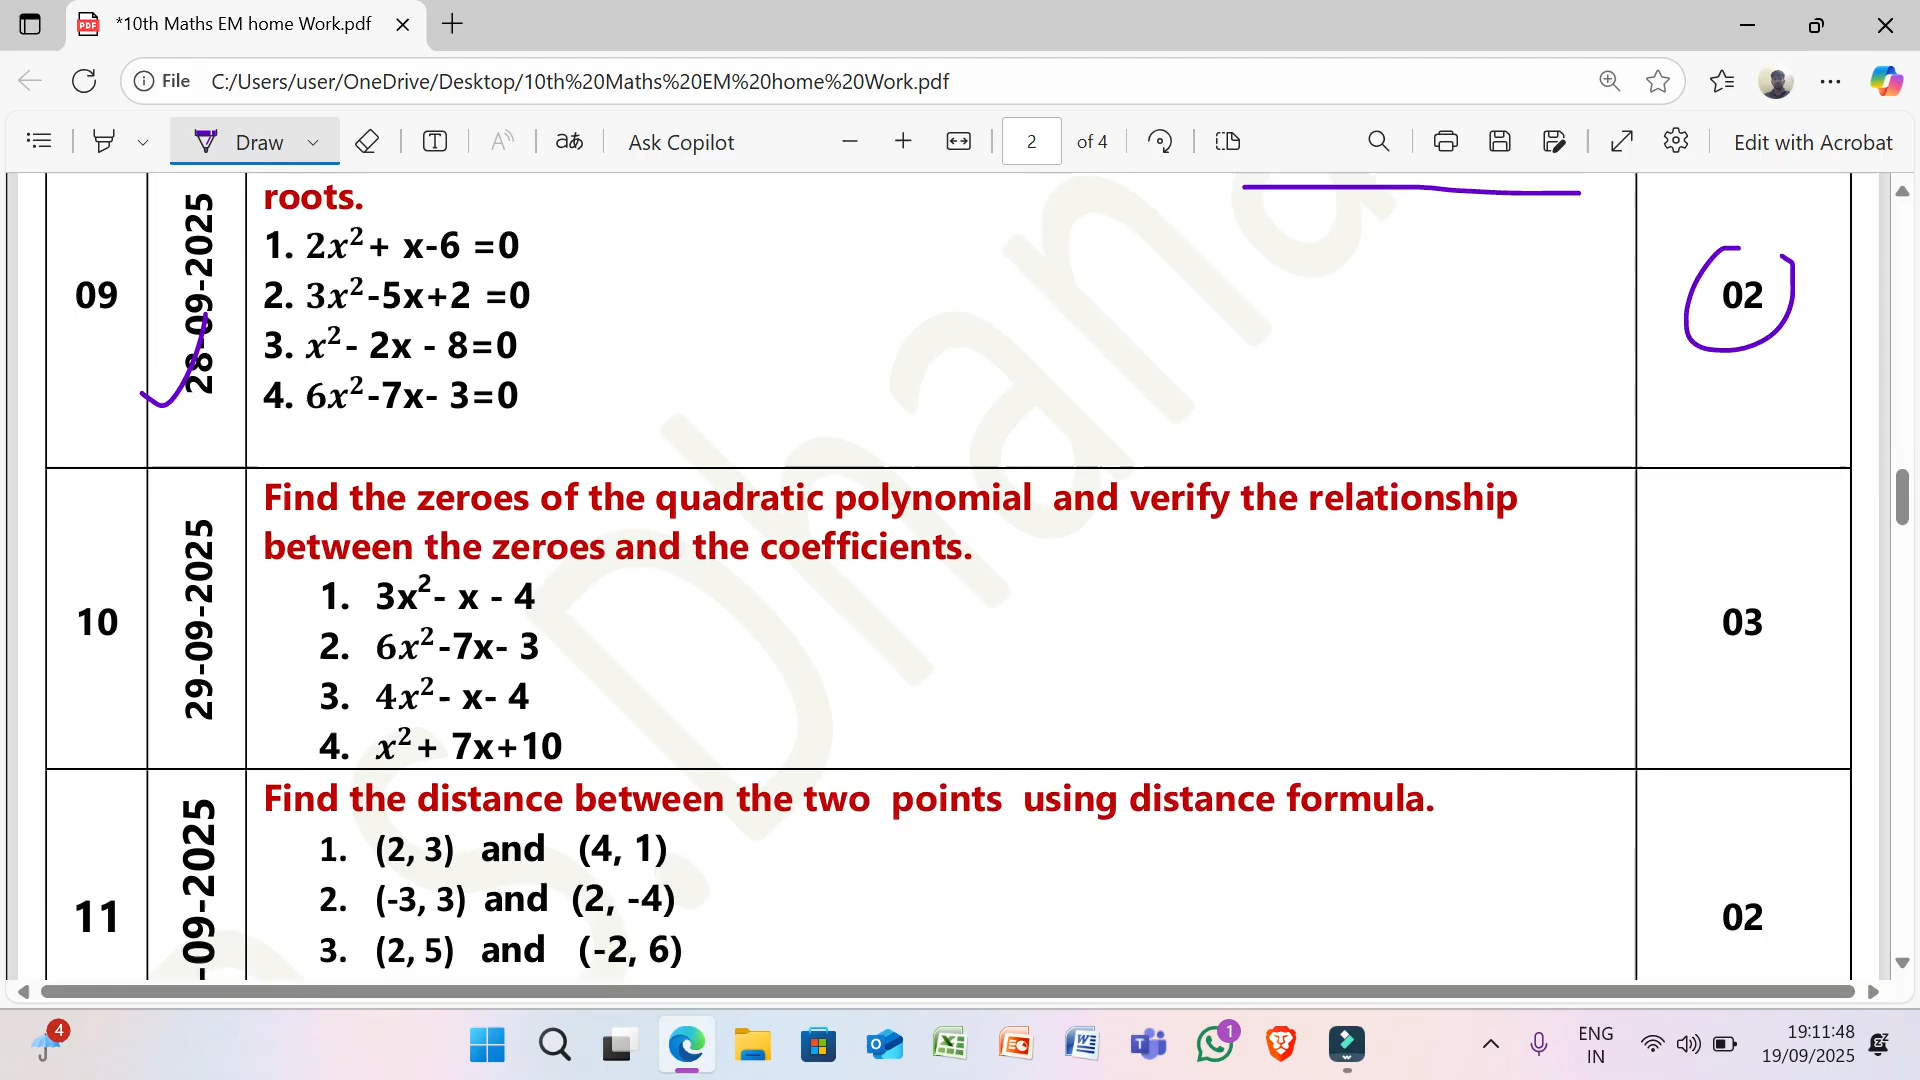 *10th Maths EM home Work.pdf
File C:/Users/user/OneDrive/Desktop/10th%20Maths%20EM%20home%20Work.pdf
Draw aあ Ask Copilot 2 of 4 Edit with Acrobat
roots.
09 28-09-2025 02
1. 2x²+ x-6 =0
2. 3x²-5x+2 =0
3. x²- 2x - 8=0
4. 6x²-7x- 3=0
Find the zeroes of the quadratic polynomial and verify the relationship
between the zeroes and the coefficients.
10 29-09-2025 03
1. 3x²- x - 4
2. 6x²-7x- 3
3. 4x²- x- 4
4. x²+ 7x+10
Find the distance between the two points using distance formula.
11 -09-2025 02
1. (2, 3) and (4, 1)
2. (-3, 3) and (2, -4)
3. (2, 5) and (-2, 6)
S.Dhana
4
1
ENG
IN
19:11:48
19/09/2025